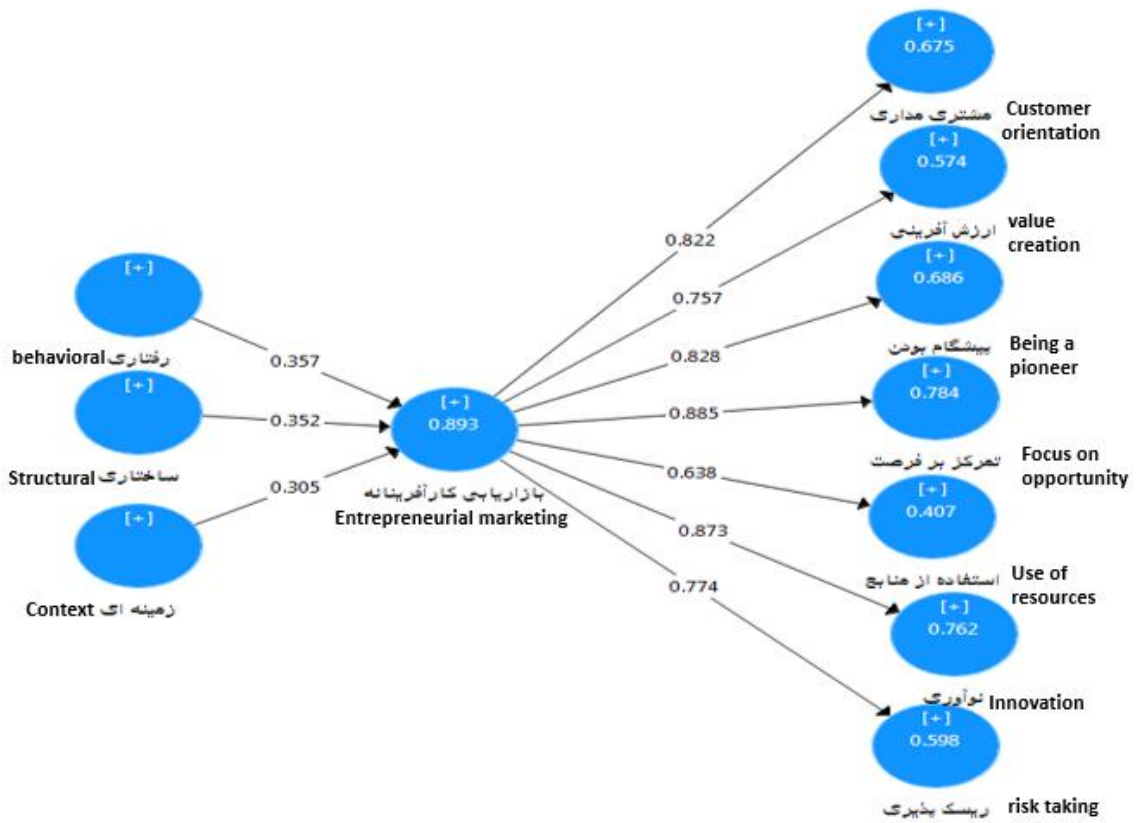 [+]
0.675
مشتری مداری
Customer
orientation
[+]
0.574
0.822
ارزش آفرینی
value
creation
[+]
0.686
0.757
پیشگام بودن
Being a
pioneer
[+]
0.784
0.828
0.885
تمرکز بر فرصت
Focus on
opportunity
[+]
0.407
0.638
استفاده از منابع
Use of
resources
[+]
0.762
0.873
نوآوری
Innovation
[+]
0.598
0.774
ریسک پذیری
risk taking
[+]
behavioral رفتاری
0.357
[+]
Structural ساختاری
0.352
[+]
Context زمینه ای
0.305
[+]
0.893
بازاریابی کارآفرینانه
Entrepreneurial marketing